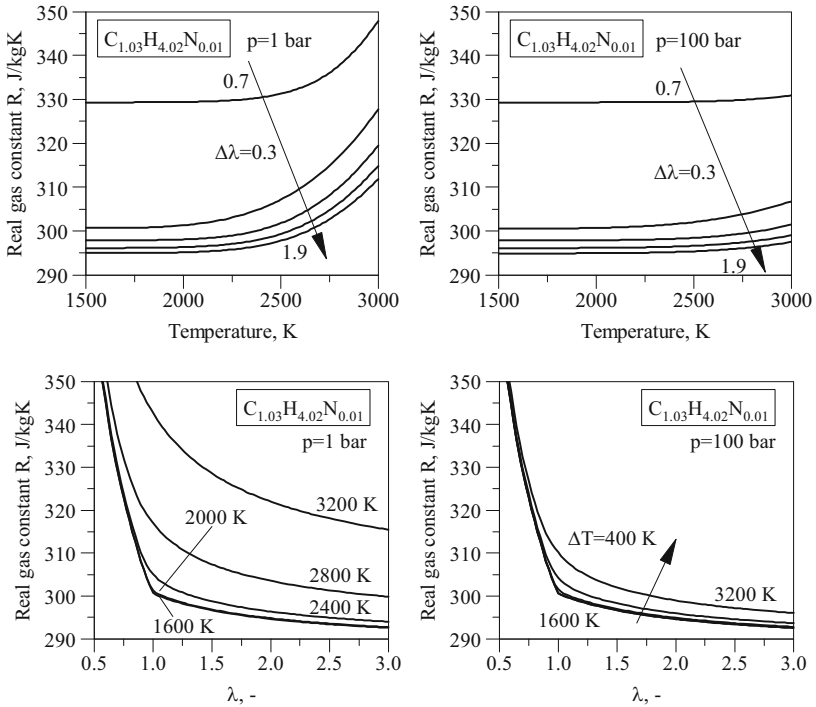 Real gas constant R, J/kgK
350
340
330
320
310
300
290
C1.03H4.02N0.01
p=1 bar
0.7
Δλ=0.3
1.9
1500
2000
2500
3000
Temperature, K
Real gas constant R, J/kgK
350
340
330
320
310
300
290
C1.03H4.02N0.01
p=100 bar
0.7
Δλ=0.3
1.9
1500
2000
2500
3000
Temperature, K
Real gas constant R, J/kgK
350
340
330
320
310
300
290
C1.03H4.02N0.01
p=1 bar
3200 K
2000 K
2800 K
2400 K
1600 K
0.5
1.0
1.5
2.0
2.5
3.0
λ, -
Real gas constant R, J/kgK
350
340
330
320
310
300
290
C1.03H4.02N0.01
p=100 bar
ΔT=400 K
3200 K
1600 K
0.5
1.0
1.5
2.0
2.5
3.0
λ, -